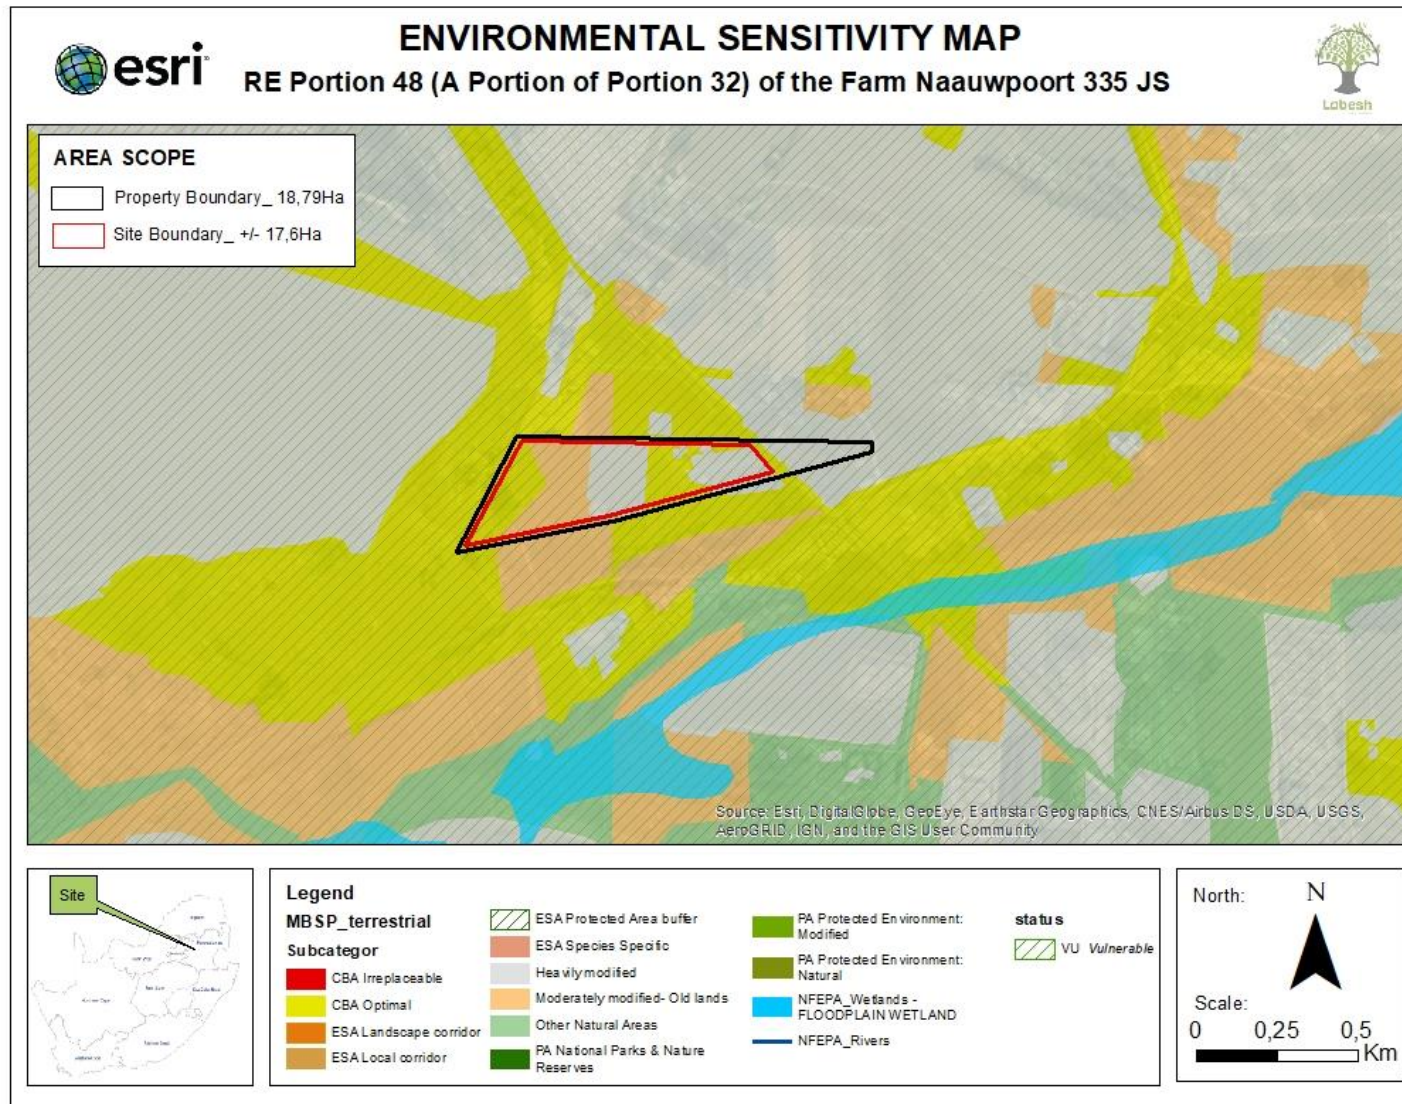 esri
ENVIRONMENTAL SENSITIVITY MAP
RE Portion 48 (A Portion of Portion 32) of the Farm Naauwpoort 335 JS
Labesh
AREA SCOPE
Property Boundary_ 18,79Ha
Site Boundary_ +/- 17,6Ha
Source: Esri, DigitalGlobe, GeoEye, Earthstar Geographics, CNES/Airbus DS, USDA, USGS,
AeroGRID, IGN, and the GIS User Community
Site
Legend
MBSP_terrestrial
Subcategor
CBA Irreplaceable
CBA Optimal
ESA Landscape corridor
ESA Local corridor
ESA Protected Area buffer
ESA Species Specific
Heavily modified
Moderately modified- Old lands
Other Natural Areas
PA National Parks & Nature
Reserves
PA Protected Environment:
Modified
PA Protected Environment:
Natural
NFEPA_Wetlands -
FLOODPLAIN WETLAND
NFEPA_Rivers
status
VU Vulnerable
North:
N
Scale:
0 0,25 0,5
Km